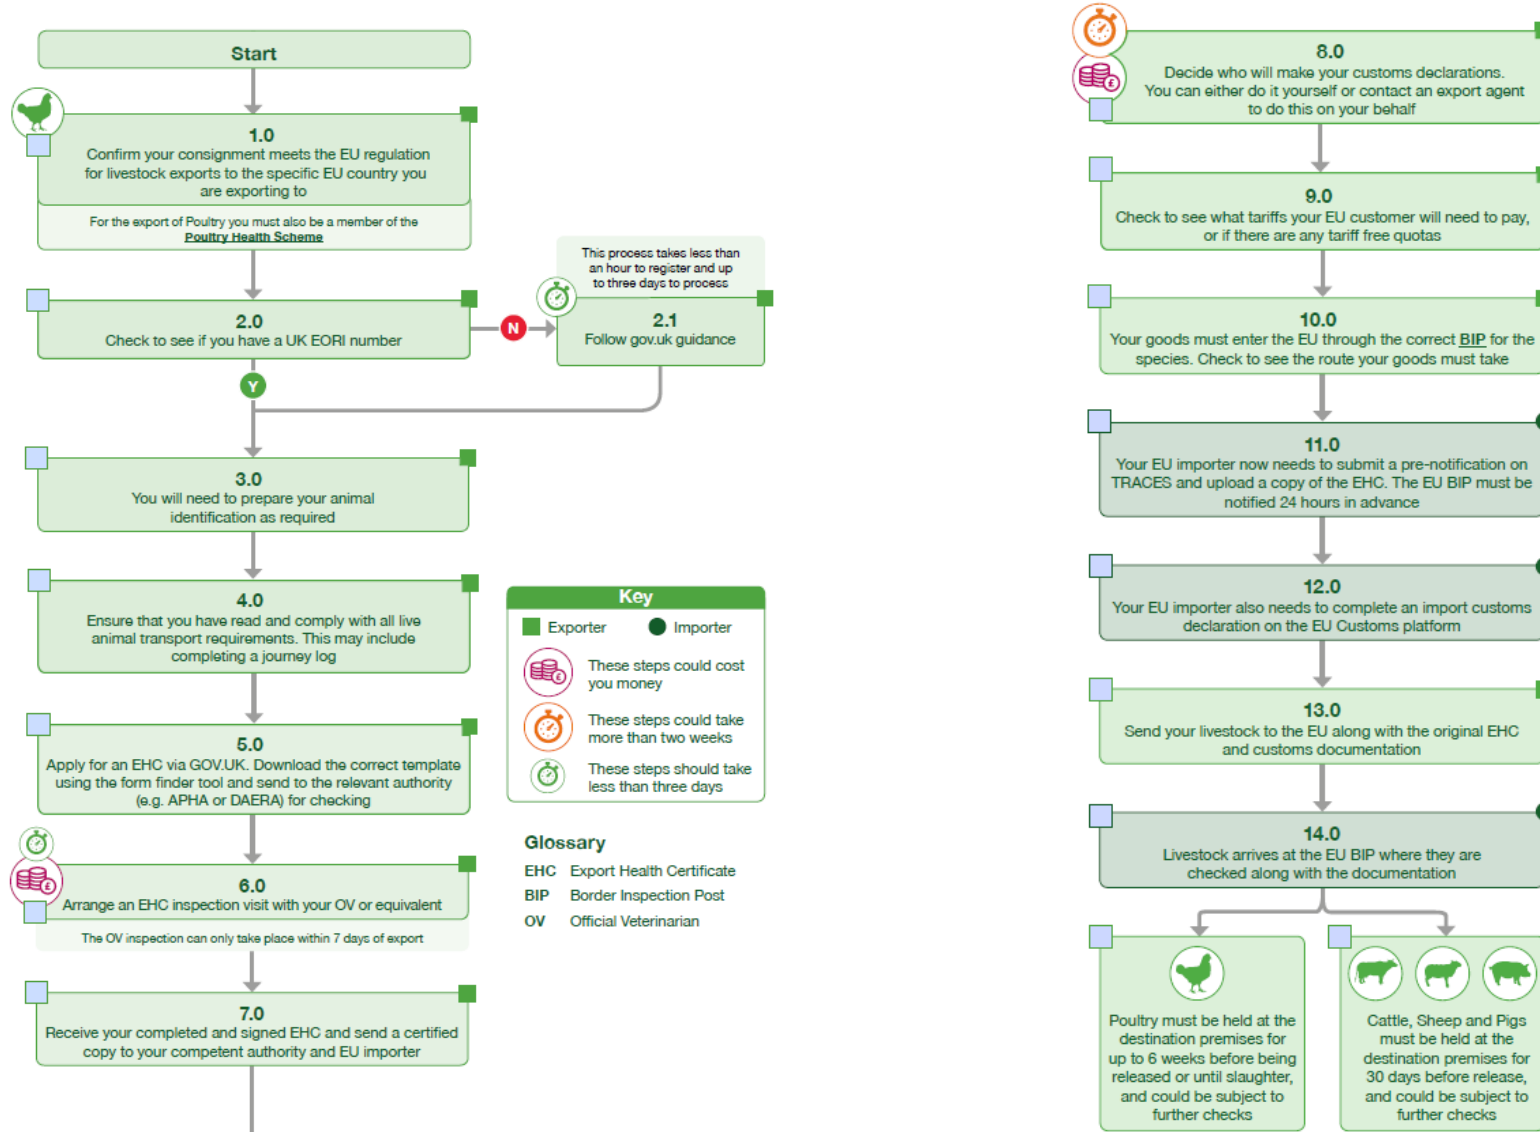 Start
1.0
Confirm your consignment meets the EU regulation
for livestock exports to the specific EU country you
are exporting to
For the export of Poultry you must also be a member of the
Poultry Health Scheme
2.0
Check to see if you have a UK EORI number
N
This process takes less than
an hour to register and up
to three days to process
2.1
Follow gov.uk guidance
Y
3.0
You will need to prepare your animal
identification as required
4.0
Ensure that you have read and comply with all live
animal transport requirements. This may include
completing a journey log
5.0
Apply for an EHC via GOV.UK. Download the correct template
using the form finder tool and send to the relevant authority
(e.g. APHA or DAERA) for checking
6.0
Arrange an EHC inspection visit with your OV or equivalent
The OV inspection can only take place within 7 days of export
7.0
Receive your completed and signed EHC and send a certified
copy to your competent authority and EU importer
Key
Exporter
Importer
These steps could cost
you money
These steps could take
more than two weeks
These steps should take
less than three days
Glossary
EHC Export Health Certificate
BIP Border Inspection Post
OV Official Veterinarian
8.0
Decide who will make your customs declarations.
You can either do it yourself or contact an export agent
to do this on your behalf
9.0
Check to see what tariffs your EU customer will need to pay,
or if there are any tariff free quotas
10.0
Your goods must enter the EU through the correct BIP for the
species. Check to see the route your goods must take
11.0
Your EU importer now needs to submit a pre-notification on
TRACES and upload a copy of the EHC. The EU BIP must be
notified 24 hours in advance
12.0
Your EU importer also needs to complete an import customs
declaration on the EU Customs platform
13.0
Send your livestock to the EU along with the original EHC
and customs documentation
14.0
Livestock arrives at the EU BIP where they are
checked along with the documentation
Poultry must be held at the
destination premises for
up to 6 weeks before being
released or until slaughter,
and could be subject to
further checks
Cattle, Sheep and Pigs
must be held at the
destination premises for
30 days before release,
and could be subject to
further checks